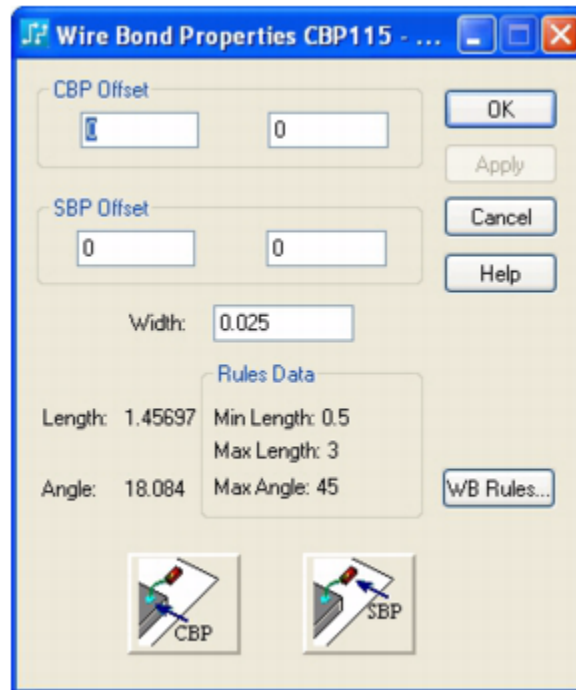 Wire Bond Properties CBP115 - ...
CBP Offset
0 0
OK
Apply
SBP Offset
0 0
Cancel
Help
Width: 0.025
Rules Data
Length: 1.45697 Min Length: 0.5
Max Length: 3
Angle: 18.084 Max Angle: 45
WB Rules...
CBP SBP